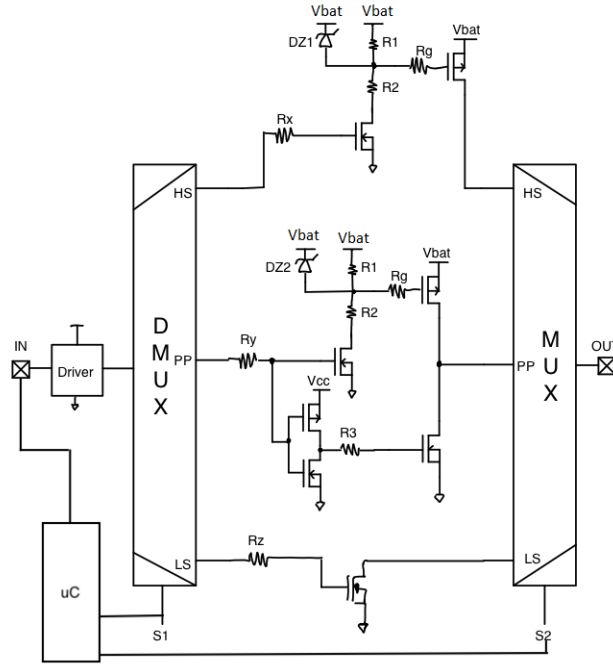 Vbat Vbat
DZ1 R1 Rg Vbat
R2
Rx
HS HS
Vbat Vbat
Vbat
DZ2 R1 Rg
R2
D
M
U
X
M
U
X
IN Driver PP Ry PP OUT
Vcc
R3
LS Rz LS
uC
S1 S2